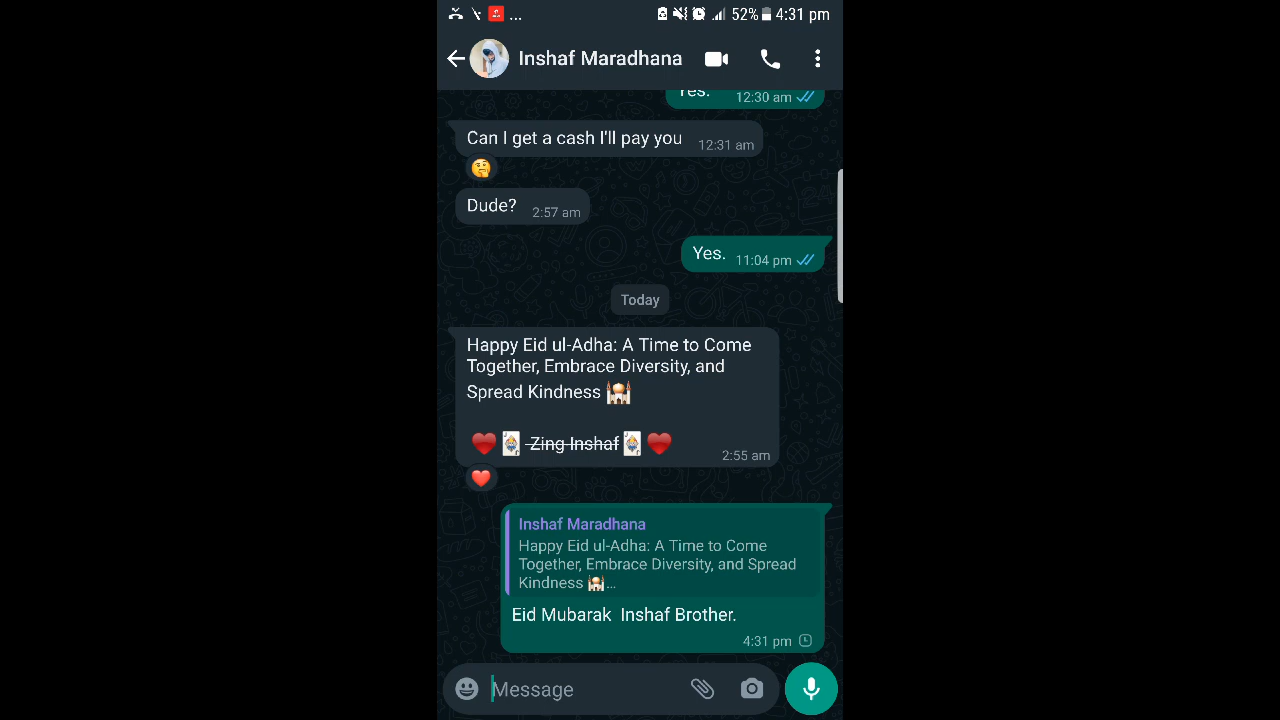 ... 52% 4:31 pm
Inshaf Maradhana
Yes. 12:30 am
Can I get a cash I'll pay you 12:31 am
Dude? 2:57 am
Yes. 11:04 pm
Today
Happy Eid ul-Adha: A Time to Come
Together, Embrace Diversity, and
Spread Kindness 🕌
❤️🃏 Zing Inshaf 🃏❤️
2:55 am
Inshaf Maradhana
Happy Eid ul-Adha: A Time to Come
Together, Embrace Diversity, and Spread
Kindness 🕌...
Eid Mubarak  Inshaf Brother.
4:31 pm
Message